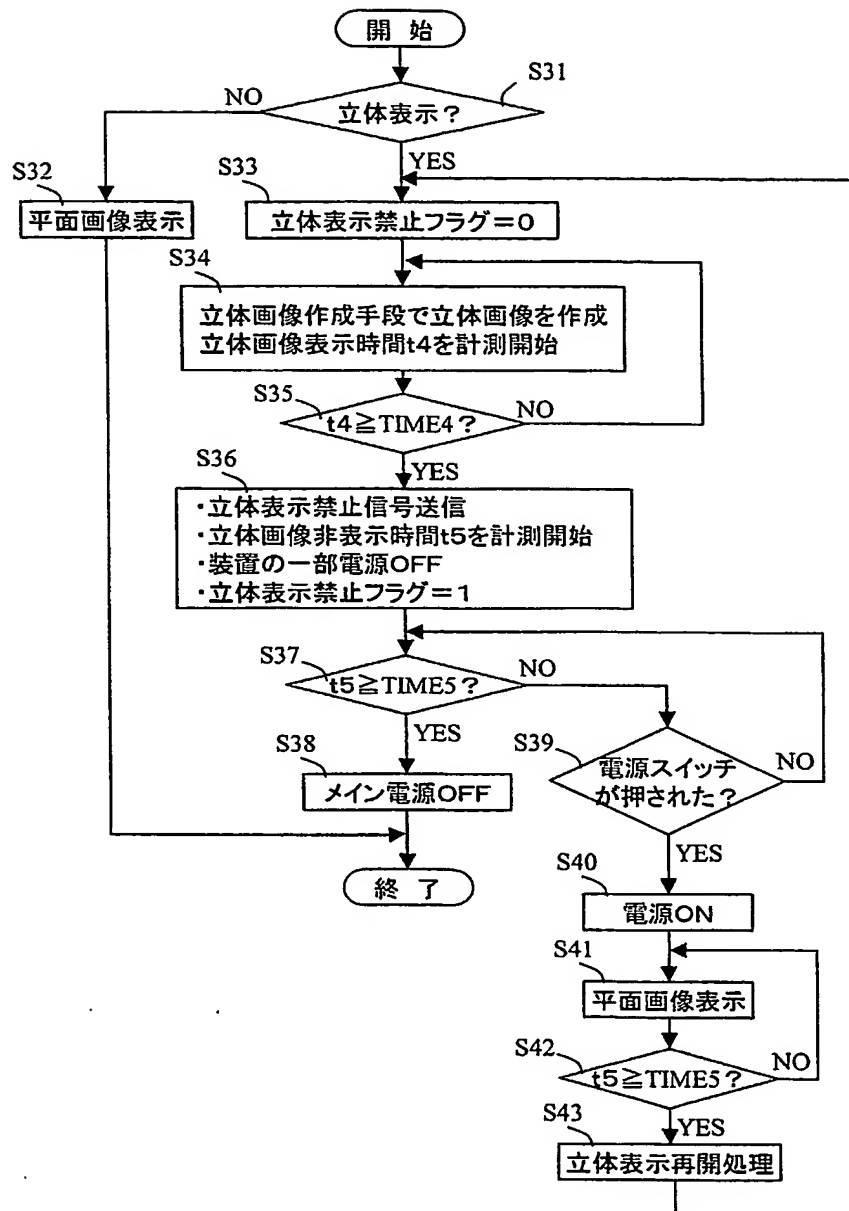 開 始
S31
立体表示？
NO
YES
S32
平面画像表示
S33
立体表示禁止フラグ＝0
S34
立体画像作成手段で立体画像を作成
立体画像表示時間t4を計測開始
S35
t4≧TIME4？
NO
YES
S36
・立体表示禁止信号送信
・立体画像非表示時間t5を計測開始
・装置の一部電源OFF
・立体表示禁止フラグ＝1
S37
t5≧TIME5？
NO
YES
S38
メイン電源OFF
終 了
S39
電源スイッチ
が押された？
NO
YES
S40
電源ON
S41
平面画像表示
S42
t5≧TIME5？
NO
YES
S43
立体表示再開処理